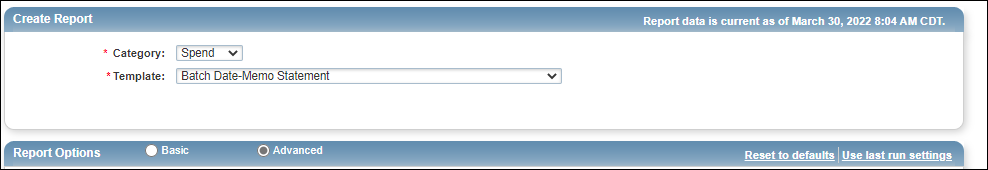 Create Report Report data is current as of March 30, 2022 8:04 AM CDT.
* Category: Spend
* Template: Batch Date-Memo Statement
Report Options Basic Advanced Reset to defaults Use last run settings